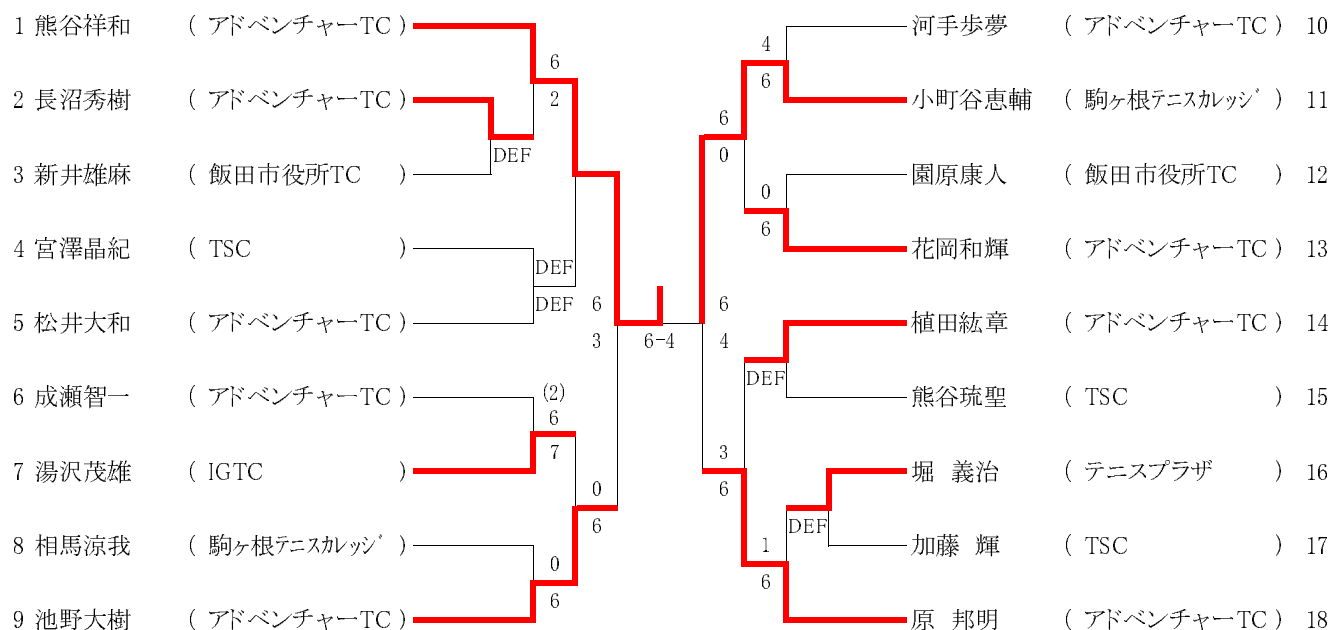 1 熊谷祥和 ( アドベンチャーTC )
6
2
2 長沼秀樹 ( アドベンチャーTC )
DEF
3 新井雄麻 ( 飯田市役所TC )
4 宮澤晶紀 ( TSC )
DEF
DEF
5 松井大和 ( アドベンチャーTC )
6
3
6-4
6 成瀬智一 ( アドベンチャーTC )
(2)
6
7
7 湯沢茂雄 ( IGTC )
0
6
8 相馬涼我 ( 駒ヶ根テニスカレッジ )
0
6
9 池野大樹 ( アドベンチャーTC )
河手歩夢 ( アドベンチャーTC ) 10
4
6
小町谷恵輔 ( 駒ヶ根テニスカレッジ ) 11
6
0
園原康人 ( 飯田市役所TC ) 12
0
6
花岡和輝 ( アドベンチャーTC ) 13
6
4
植田紘章 ( アドベンチャーTC ) 14
DEF
熊谷琉聖 ( TSC ) 15
3
6
堀 義治 ( テニスプラザ ) 16
DEF
加藤 輝 ( TSC ) 17
1
6
原 邦明 ( アドベンチャーTC ) 18